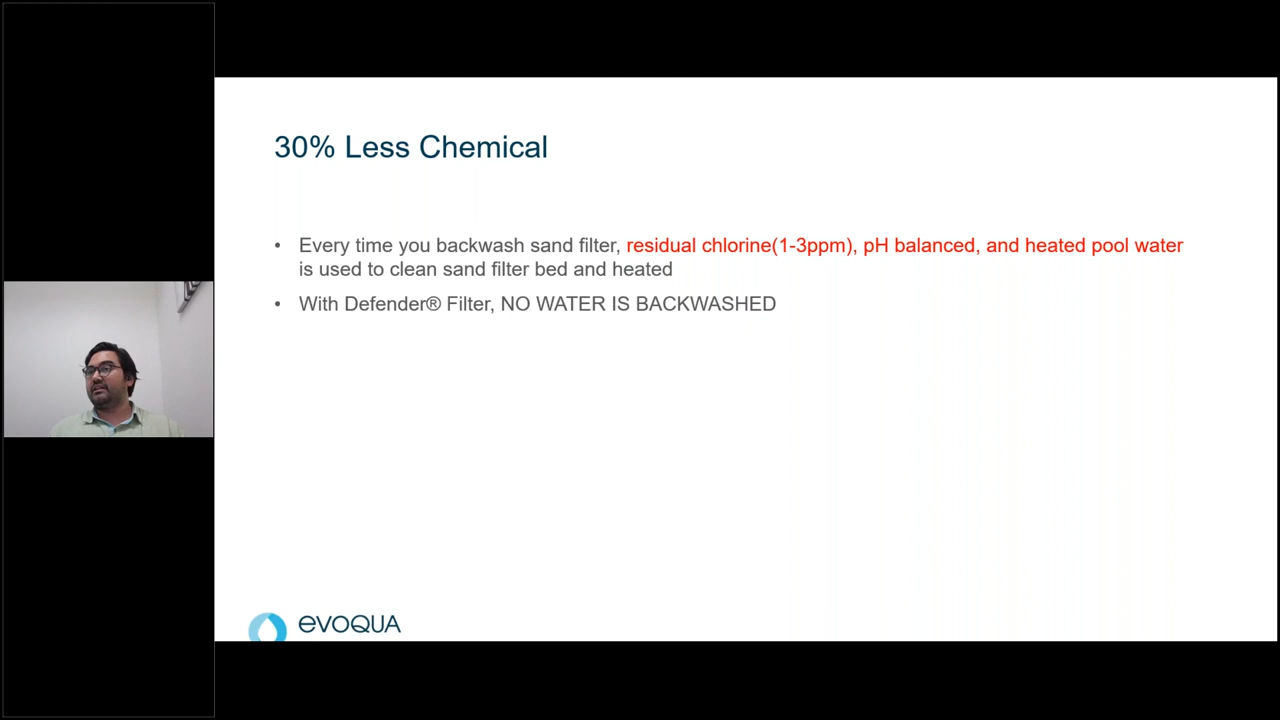 30% Less Chemical
• Every time you backwash sand filter, residual chlorine(1-3ppm), pH balanced, and heated pool water
is used to clean sand filter bed and heated
• With Defender® Filter, NO WATER IS BACKWASHED
evoqua